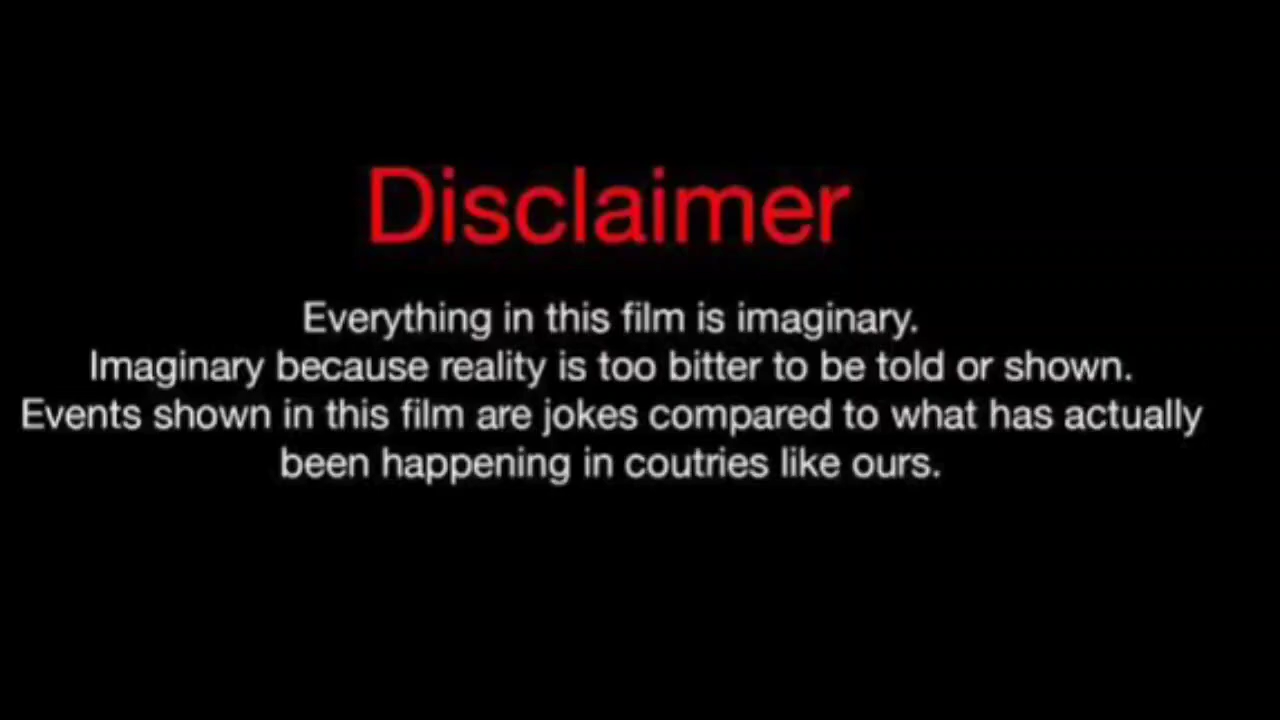 Disclaimer
Everything in this film is imaginary.
Imaginary because reality is too bitter to be told or shown.
Events shown in this film are jokes compared to what has actually
been happening in coutries like ours.